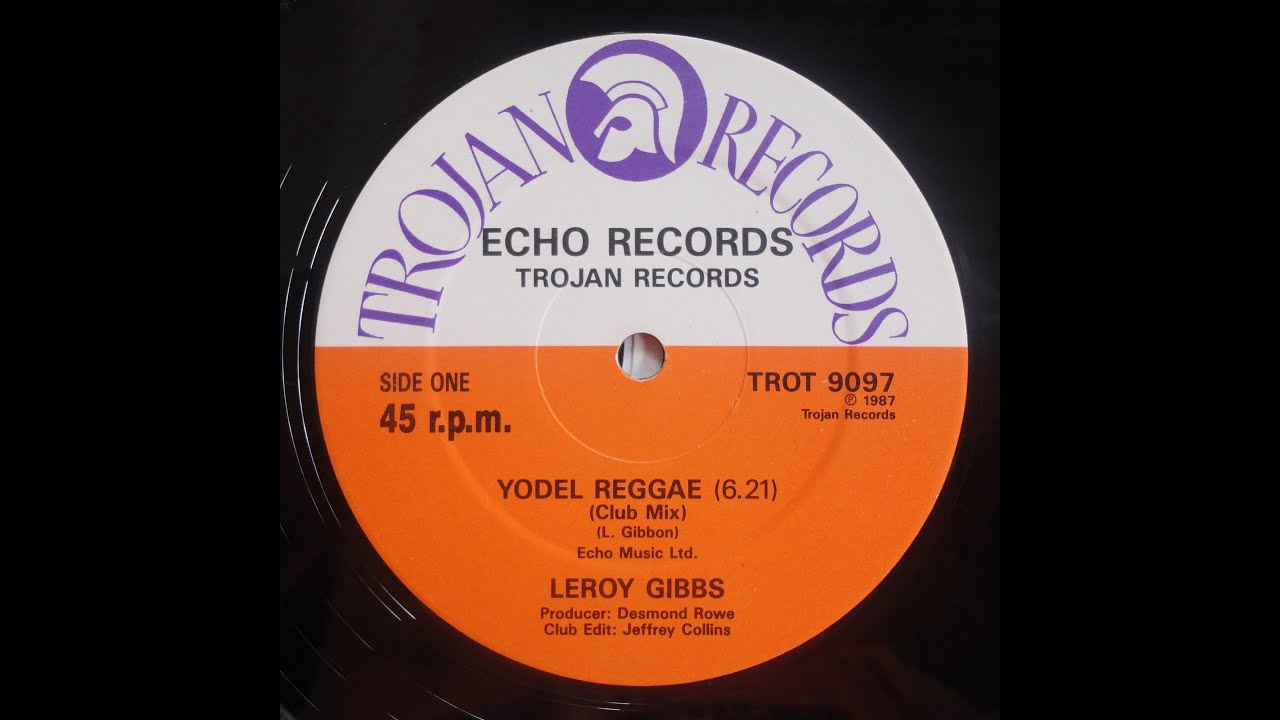 TROJAN RECORDS
ECHO RECORDS
TROJAN RECORDS
SIDE ONE
45 r.p.m.
TROT 9097
℗ 1987
Trojan Records
YODEL REGGAE (6.21)
(Club Mix)
(L. Gibbon)
Echo Music Ltd.
LEROY GIBBS
Producer: Desmond Rowe
Club Edit: Jeffrey Collins